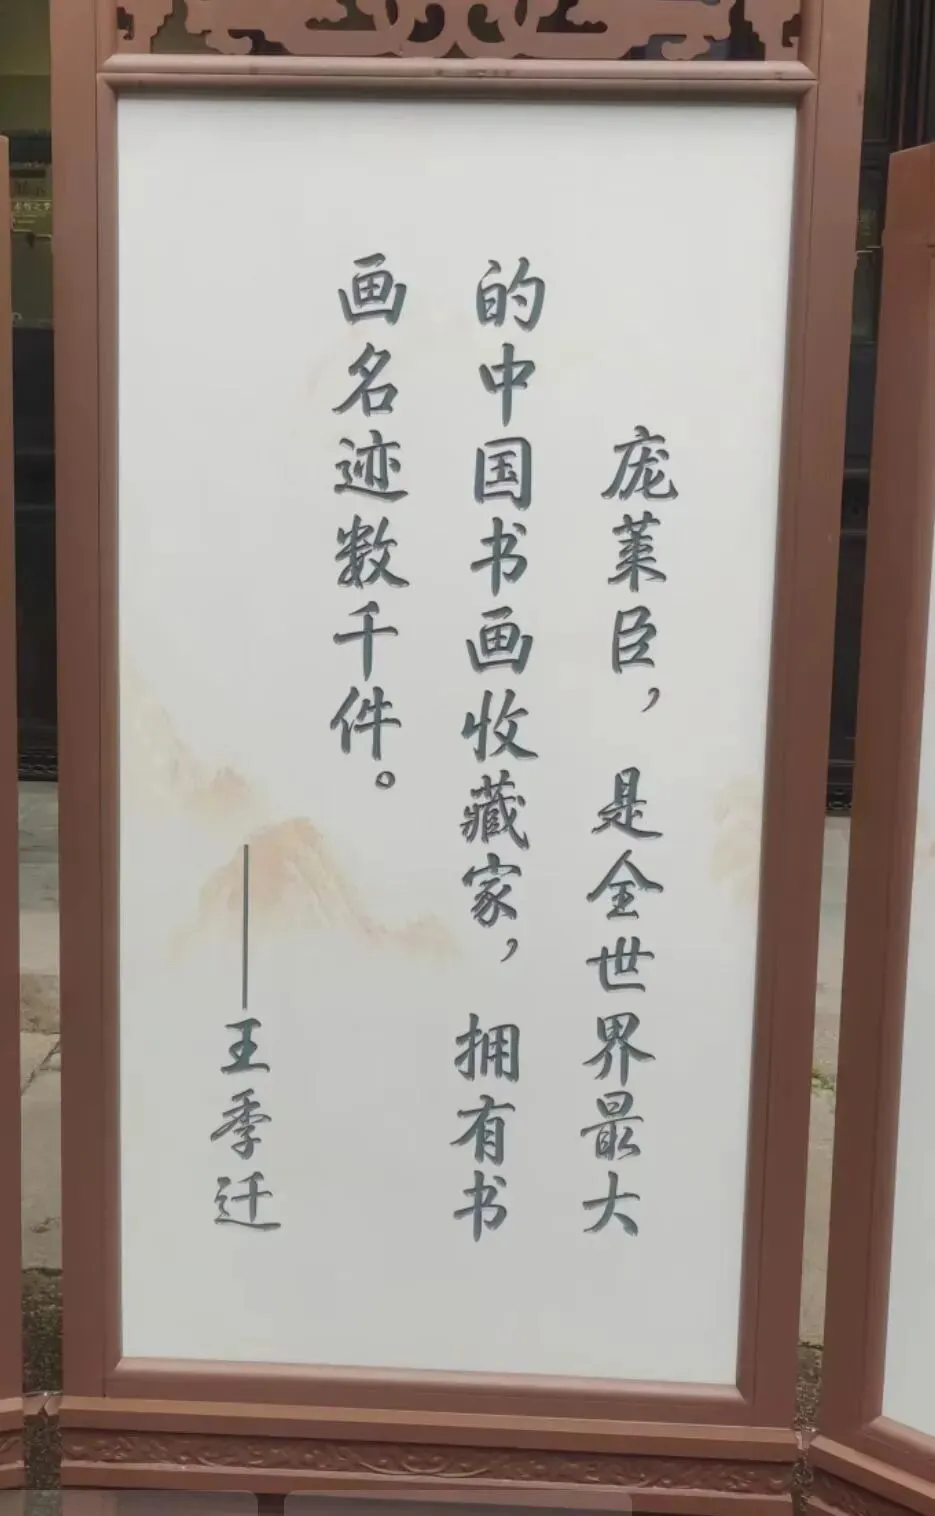 庞莱臣，是全世界最大
的中国书画收藏家，拥有书
画名迹数千件。
——王季迁